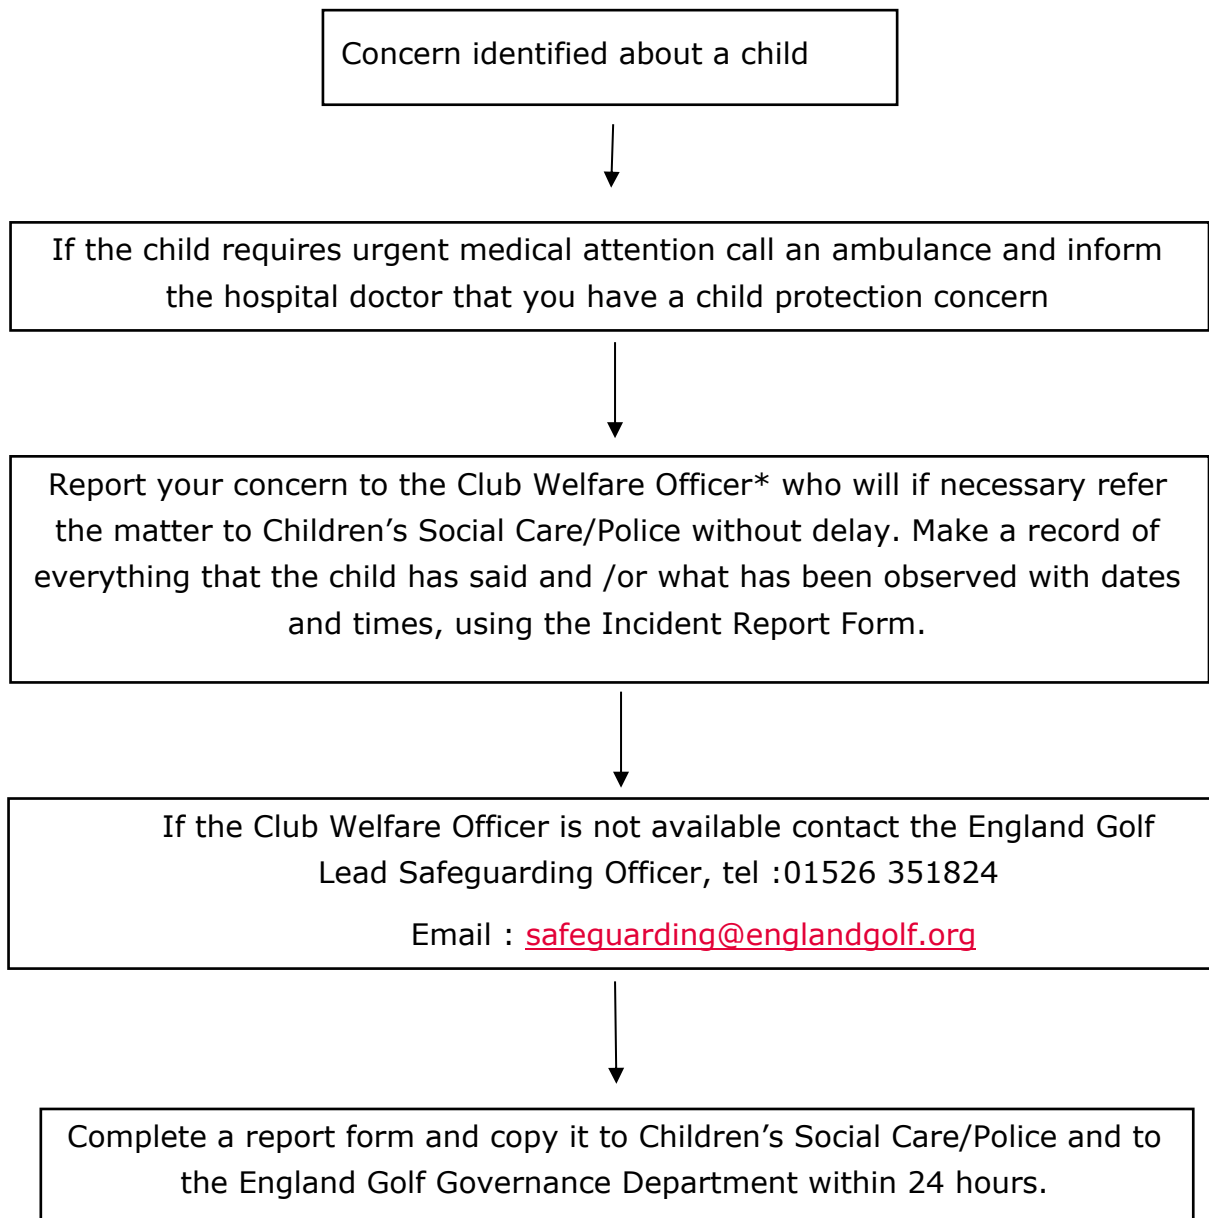 Concern identified about a child
If the child requires urgent medical attention call an ambulance and inform
the hospital doctor that you have a child protection concern
Report your concern to the Club Welfare Officer* who will if necessary refer
the matter to Children’s Social Care/Police without delay. Make a record of
everything that the child has said and /or what has been observed with dates
and times, using the Incident Report Form.
If the Club Welfare Officer is not available contact the England Golf
Lead Safeguarding Officer, tel :01526 351824
Email : safeguarding@englandgolf.org
Complete a report form and copy it to Children’s Social Care/Police and to
the England Golf Governance Department within 24 hours.